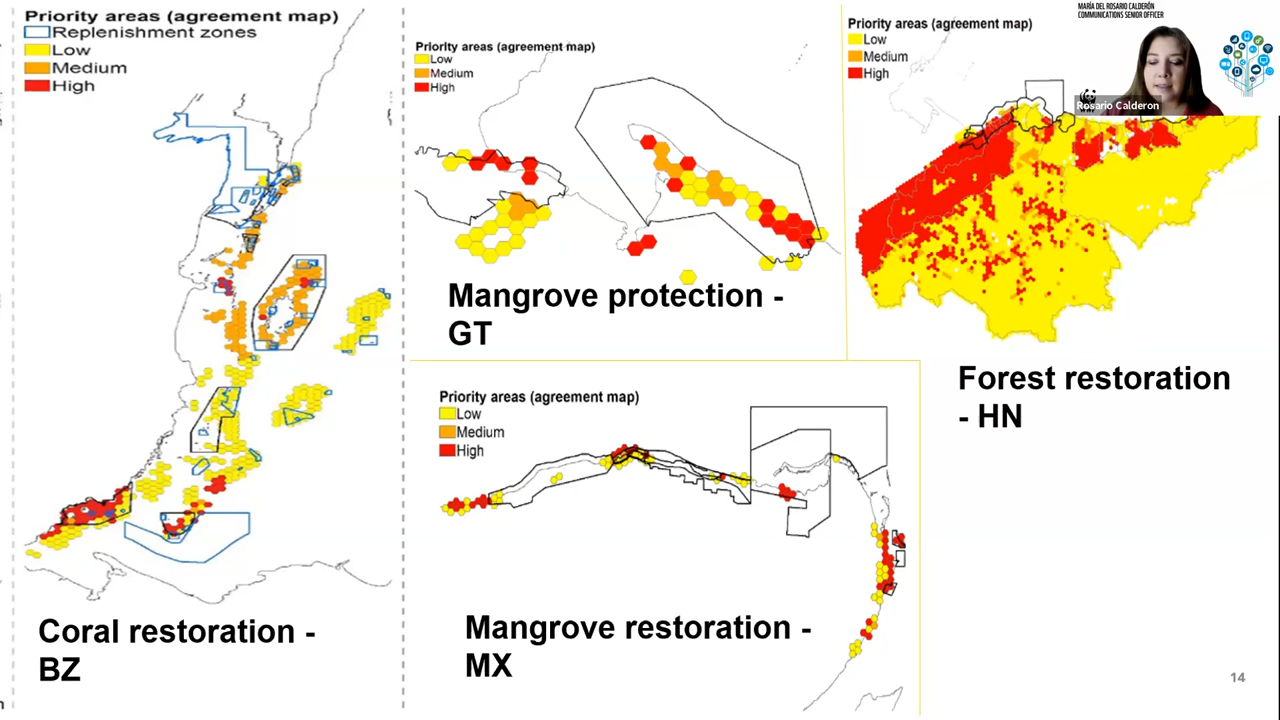 Priority areas (agreement map)
Replenishment zones
Low
Medium
High
Coral restoration -
BZ
Priority areas (agreement map)
Low
Medium
High
Mangrove protection -
GT
Priority areas (agreement map)
Low
Medium
High
Mangrove restoration -
MX
Priority areas (agreement map)
Low
Medium
High
Forest restoration
- HN
MARÍA DEL ROSARIO CALDERÓN
COMMUNICATIONS SENIOR OFFICER
Rosario Calderon
14